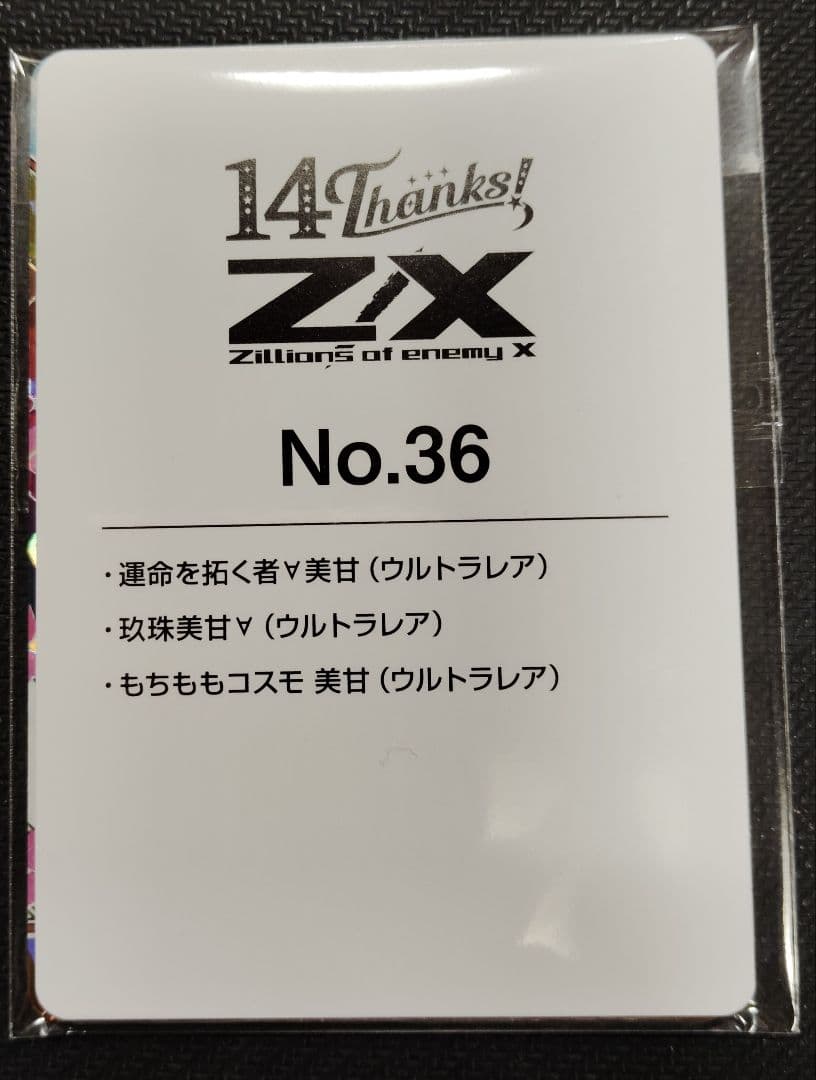 14Thanks!
Z/X
Zillions of enemy X
No.36
・運命を拓く者∀美甘（ウルトラレア）
・玖珠美甘∀（ウルトラレア）
・もちももコスモ 美甘（ウルトラレア）